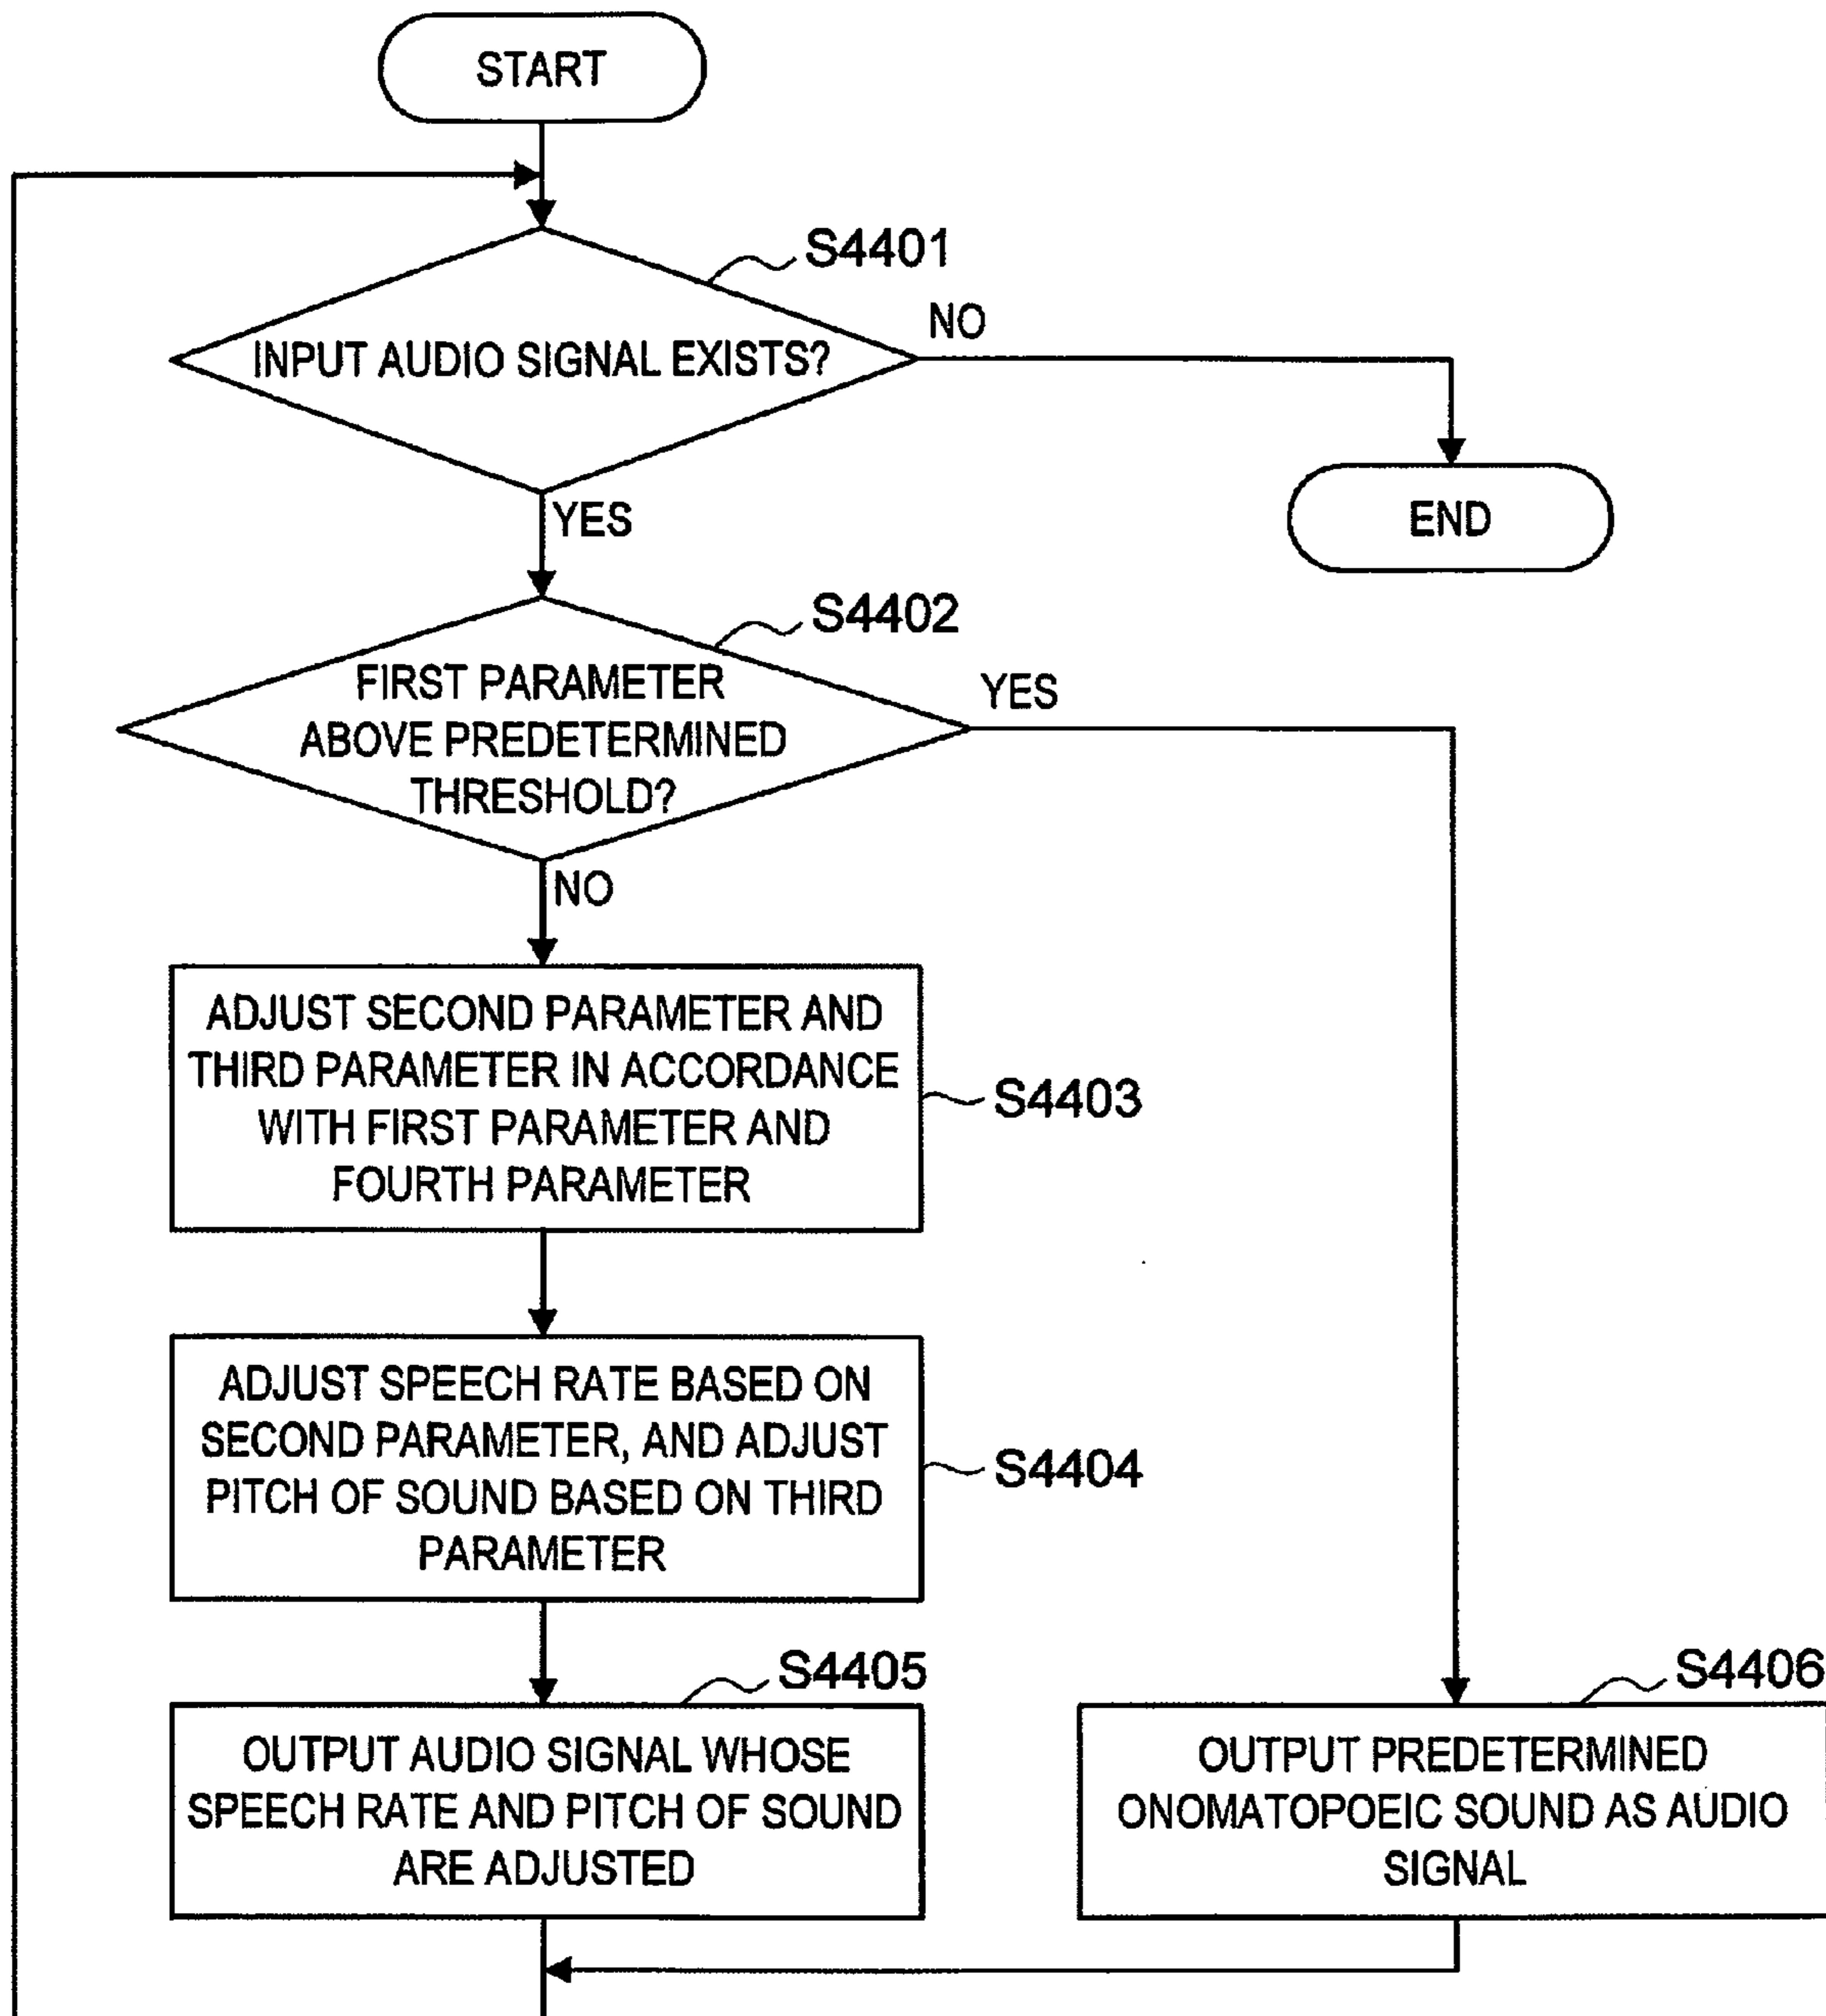 START
S4401
INPUT AUDIO SIGNAL EXISTS?
NO
YES
END
S4402
FIRST PARAMETER
ABOVE PREDETERMINED
THRESHOLD?
YES
NO
ADJUST SECOND PARAMETER AND
THIRD PARAMETER IN ACCORDANCE
WITH FIRST PARAMETER AND
FOURTH PARAMETER
S4403
ADJUST SPEECH RATE BASED ON
SECOND PARAMETER, AND ADJUST
PITCH OF SOUND BASED ON THIRD
PARAMETER
S4404
S4405
OUTPUT AUDIO SIGNAL WHOSE
SPEECH RATE AND PITCH OF SOUND
ARE ADJUSTED
S4406
OUTPUT PREDETERMINED
ONOMATOPOEIC SOUND AS AUDIO
SIGNAL